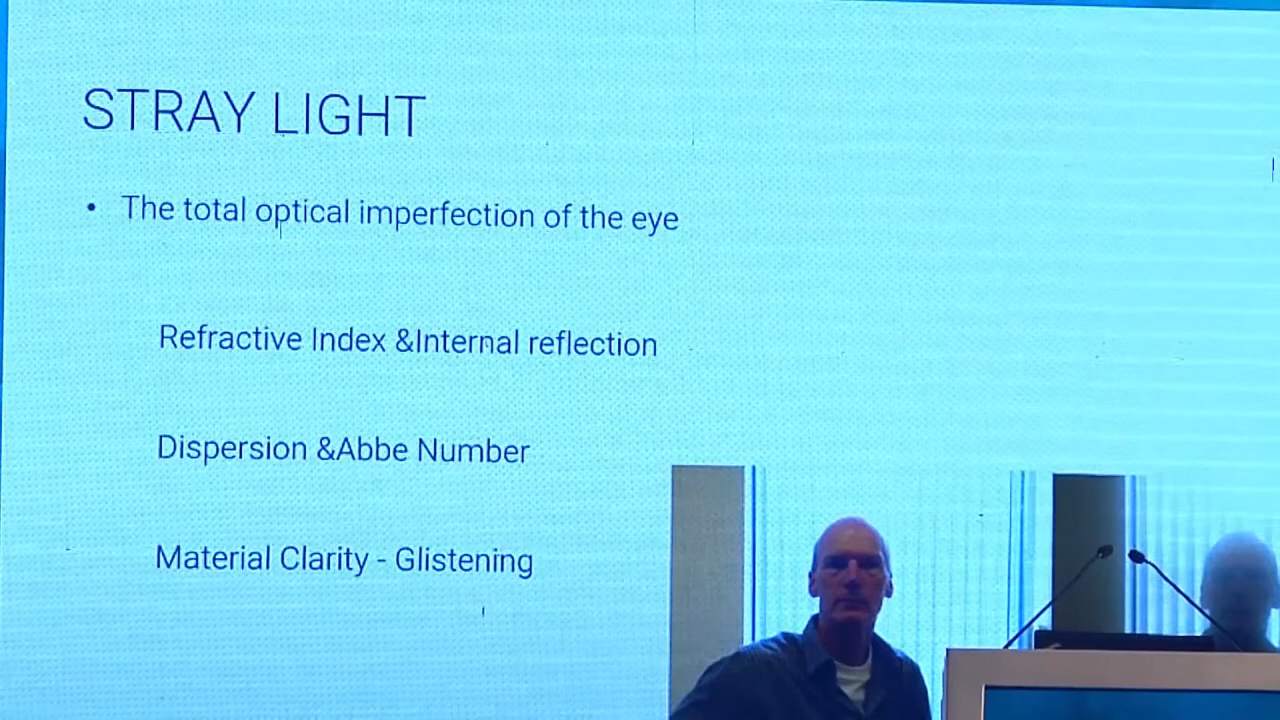 STRAY LIGHT
• The total optical imperfection of the eye
Refractive Index &Internal reflection
Dispersion &Abbe Number
Material Clarity - Glistening